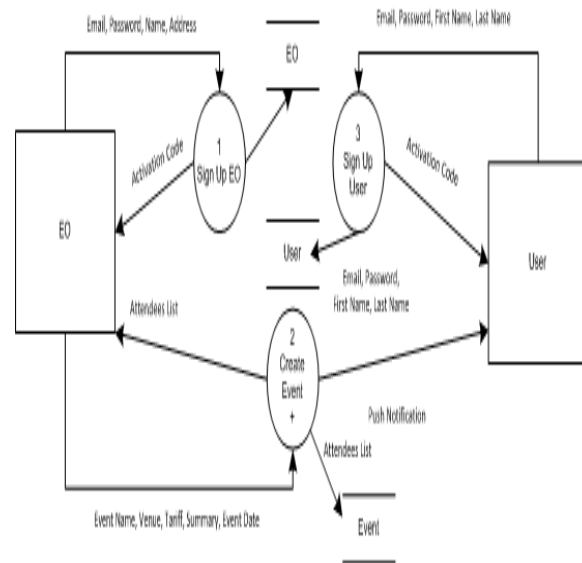 Email, Password, Name, Address
Email, Password, First Name, Last Name
EO
1
Sign Up EO
3
Sign Up
User
Activation Code
Activation Code
EO
User
User
Email, Password,
First Name, Last Name
Attendees List
2
Create
Event
+
Push Notification
Attendees List
Event Name, Venue, Tariff, Summary, Event Date
Event